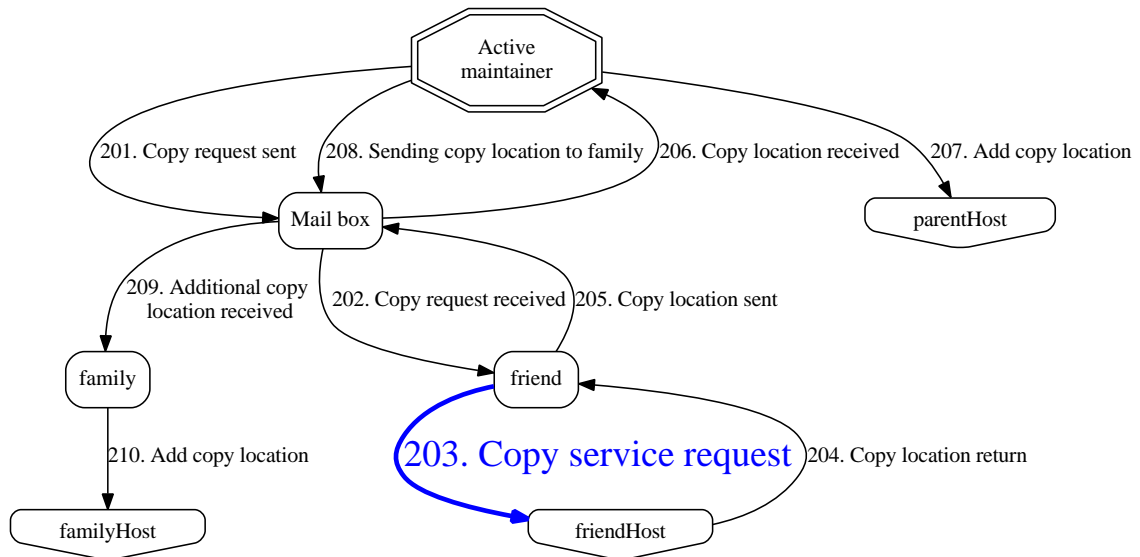 Active
maintainer
201. Copy request sent
208. Sending copy location to family
206. Copy location received
207. Add copy location
Mail box
parentHost
209. Additional copy
location received
202. Copy request received
205. Copy location sent
family
friend
210. Add copy location
203. Copy service request
204. Copy location return
familyHost
friendHost